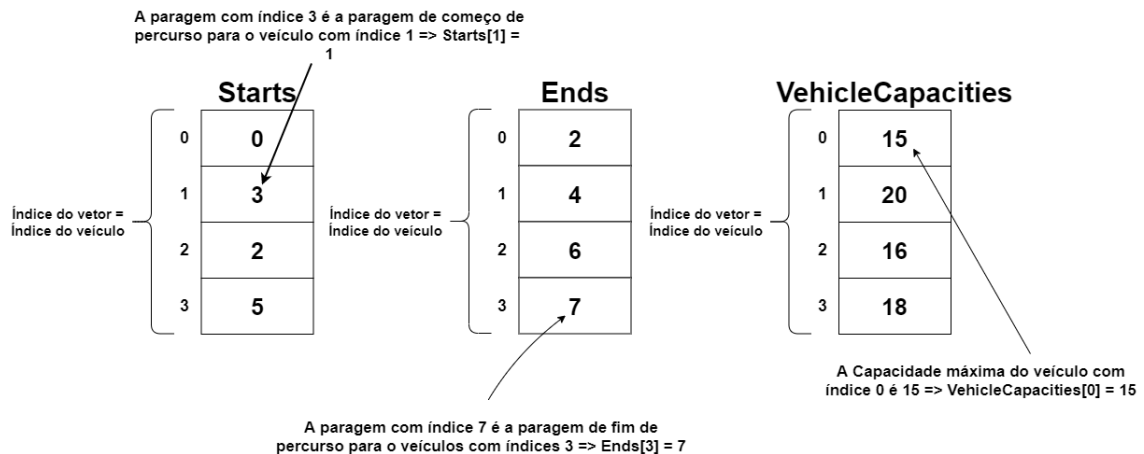 A paragem com índice 3 é a paragem de começo de
percurso para o veículo com índice 1 => Starts[1] =
1
Starts
Ends
VehicleCapacities
Índice do vetor =
Índice do veículo
0
0
1
3
2
2
3
5
Índice do vetor =
Índice do veículo
0
2
1
4
2
6
3
7
Índice do vetor =
Índice do veículo
0
15
1
20
2
16
3
18
A Capacidade máxima do veículo com
índice 0 é 15 => VehicleCapacities[0] = 15
A paragem com índice 7 é a paragem de fim de
percurso para o veículos com índices 3 => Ends[3] = 7